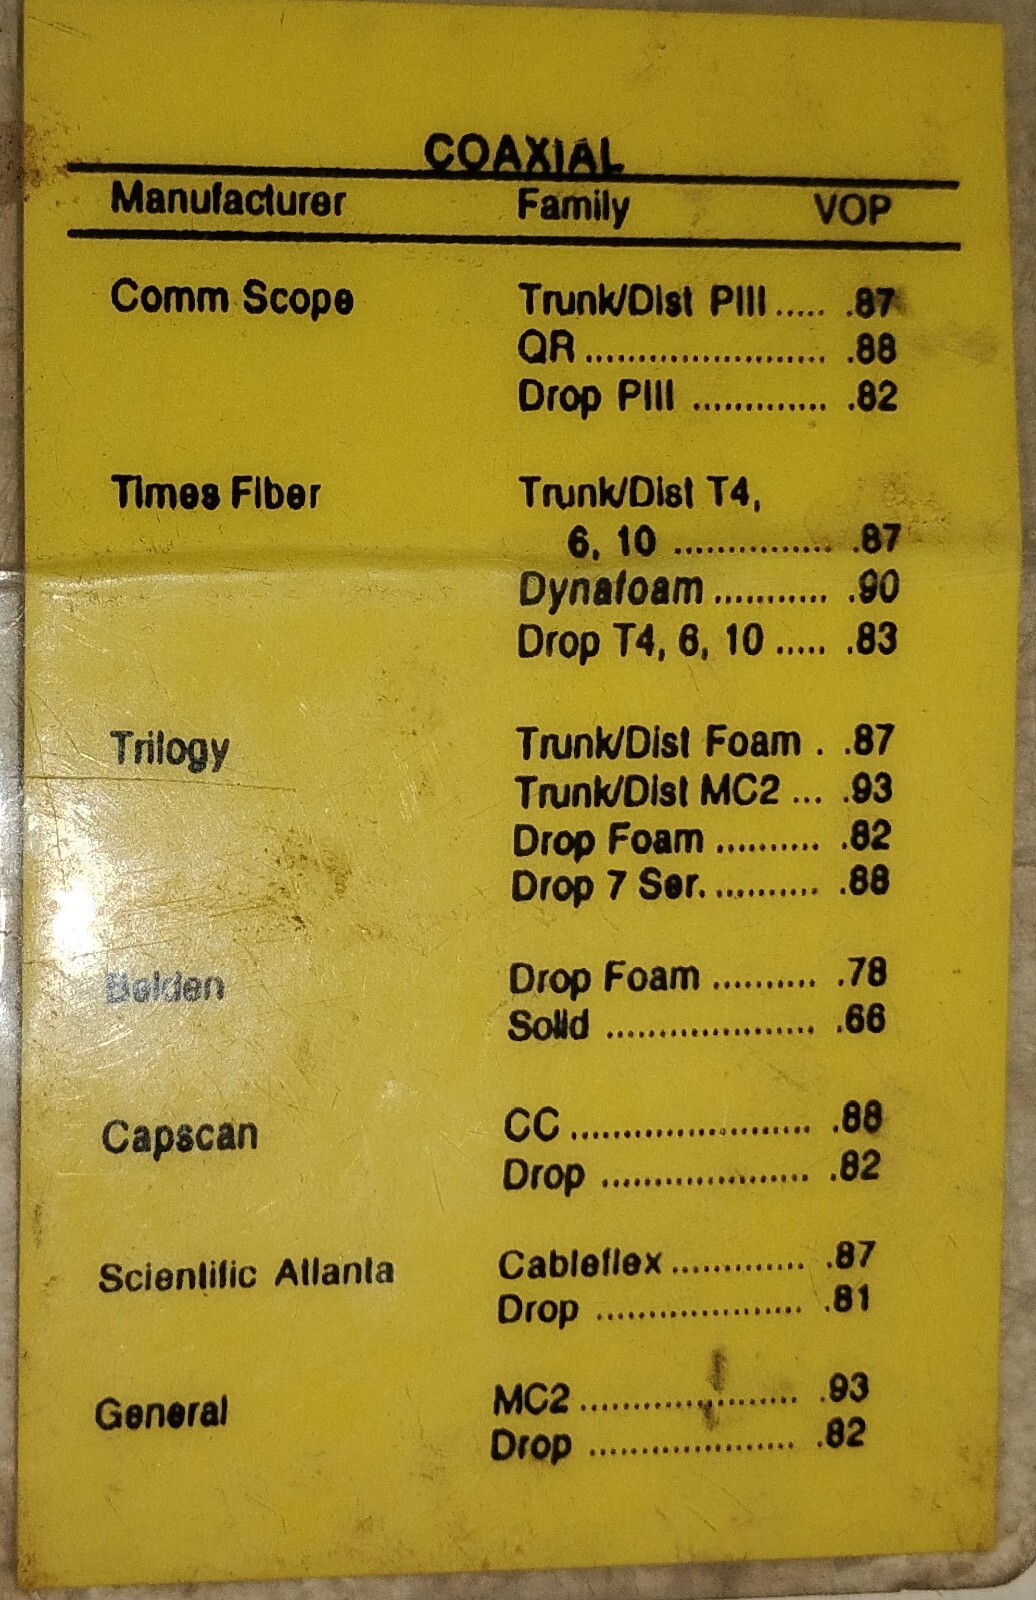 COAXIAL
Manufacturer Family VOP
Comm Scope Trunk/Dist PIII ..... .87
QR ....................... .88
Drop PIII ............. .82
Times Fiber Trunk/Dist T4,
6, 10 ............... .87
Dynafoam ........... .90
Drop T4, 6, 10 ..... .83
Trilogy Trunk/Dist Foam . .87
Trunk/Dist MC2 ... .93
Drop Foam .......... .82
Drop 7 Ser. .......... .88
Belden Drop Foam .......... .78
Solid .................... .66
Capscan CC ....................... .88
Drop .................... .82
Scientific Atlanta Cableflex ............. .87
Drop .................... .81
General MC2 ..................... .93
Drop .................... .82